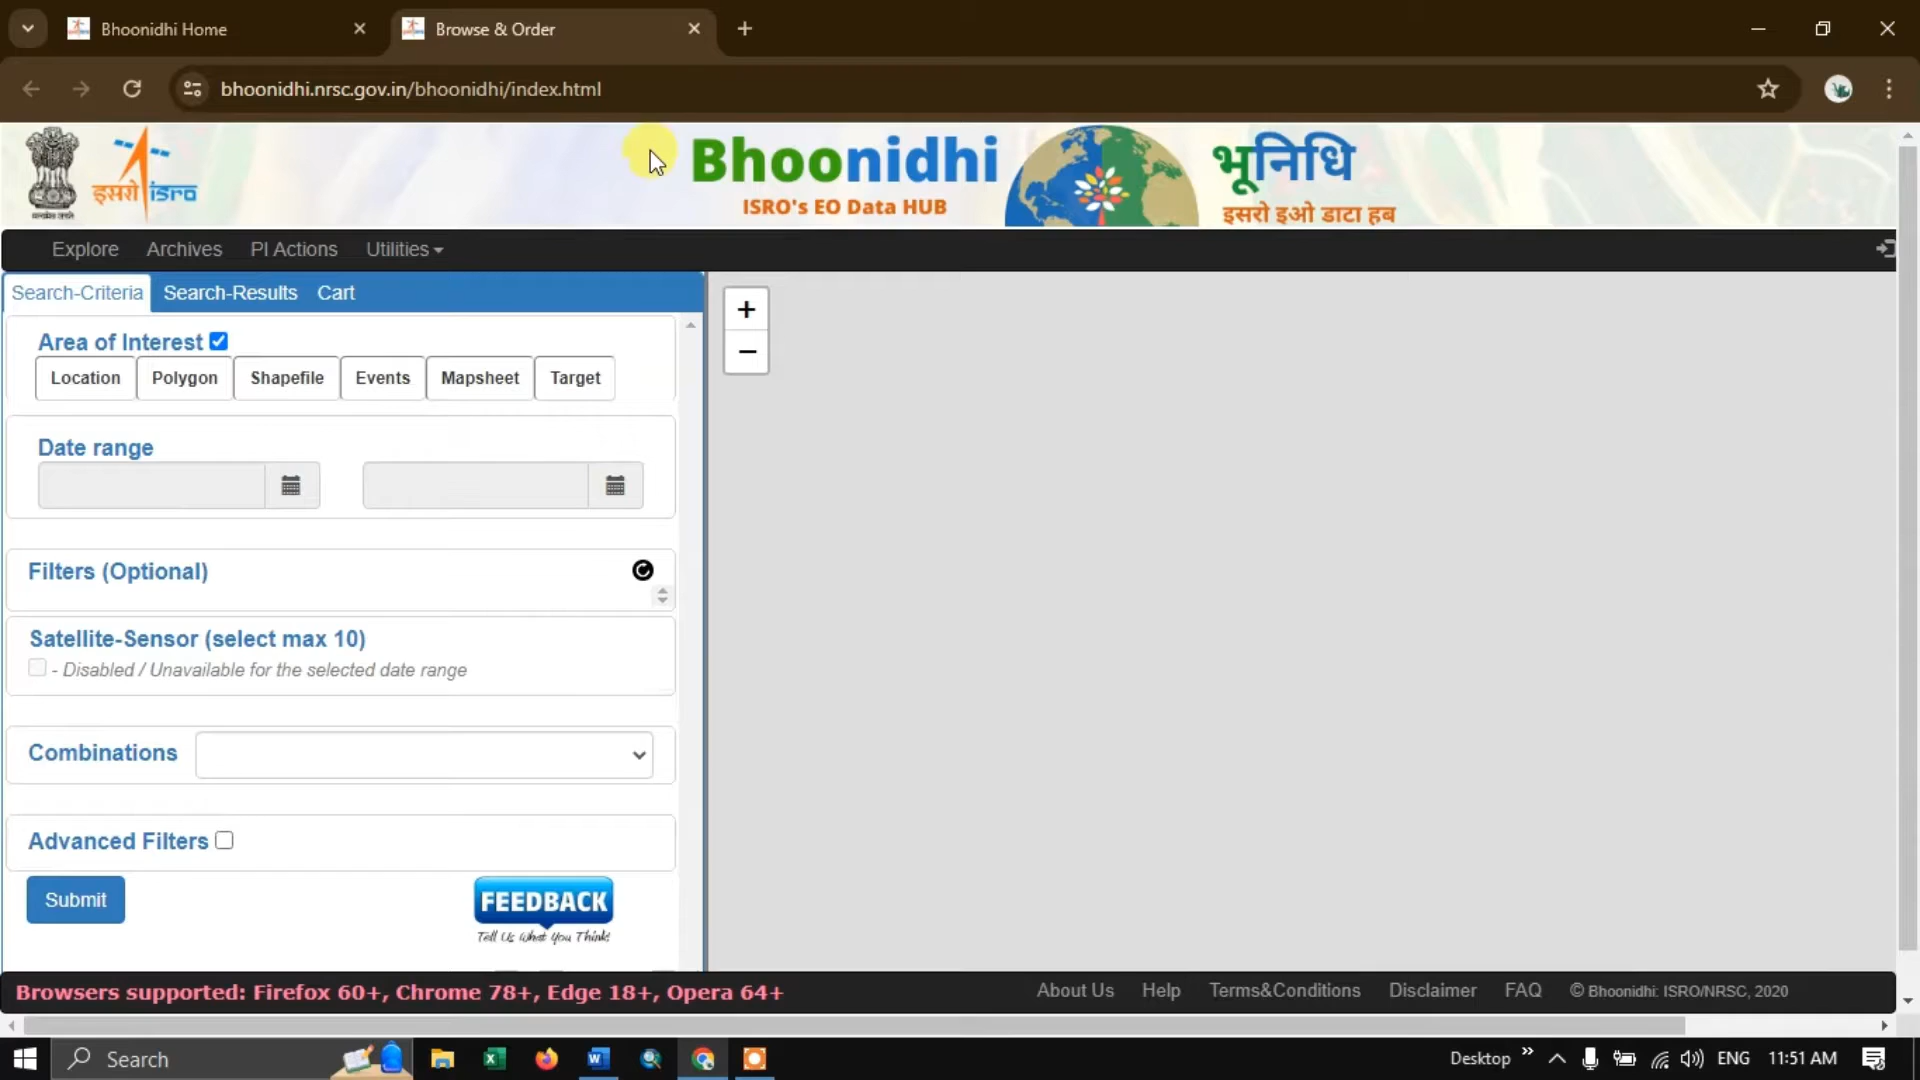 Bhoonidhi Home
Browse & Order
bhoonidhi.nrsc.gov.in/bhoonidhi/index.html
इसरो isro
Bhoonidhi
ISRO's EO Data HUB
भूनिधि
इसरो इओ डाटा हब
Explore Archives PI Actions Utilities
Search-Criteria Search-Results Cart
Area of Interest
Location Polygon Shapefile Events Mapsheet Target
+
−
Date range
Filters (Optional)
Satellite-Sensor (select max 10)
- Disabled / Unavailable for the selected date range
Combinations
Advanced Filters
Submit
FEEDBACK
Tell Us What You Think!
Browsers supported: Firefox 60+, Chrome 78+, Edge 18+, Opera 64+
About Us Help Terms&Conditions Disclaimer FAQ © Bhoonidhi: ISRO/NRSC, 2020
Search
Desktop
ENG
11:51 AM